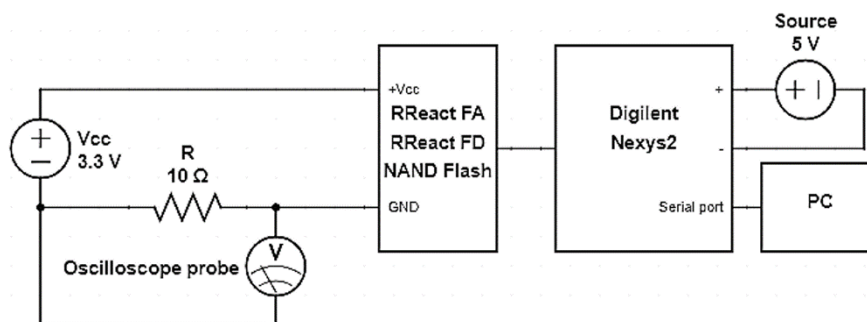 Source
5 V
+Vcc
RReact FA
RReact FD
NAND Flash
GND
Digilent
Nexys2
+
-
Serial port
PC
Vcc
3.3 V
R
10 Ω
V
Oscilloscope probe